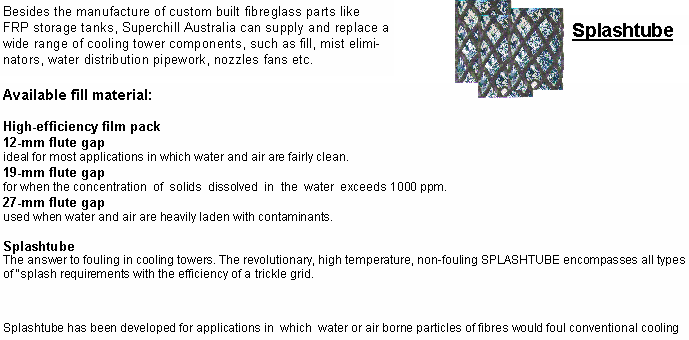 Besides the manufacture of custom built fibreglass parts like
FRP storage tanks, Superchill Australia can supply and replace a
wide range of cooling tower components, such as fill, mist elimi-
nators, water distribution pipework, nozzles fans etc.
Splashtube
Available fill material:
High-efficiency film pack
12-mm flute gap
ideal for most applications in which water and air are fairly clean.
19-mm flute gap
for when the concentration of solids dissolved in the water exceeds 1000 ppm.
27-mm flute gap
used when water and air are heavily laden with contaminants.
Splashtube
The answer to fouling in cooling towers. The revolutionary, high temperature, non-fouling SPLASHTUBE encompasses all types
of "splash requirements with the efficiency of a trickle grid.
Splashtube has been developed for applications in which water or air borne particles of fibres would foul conventional cooling